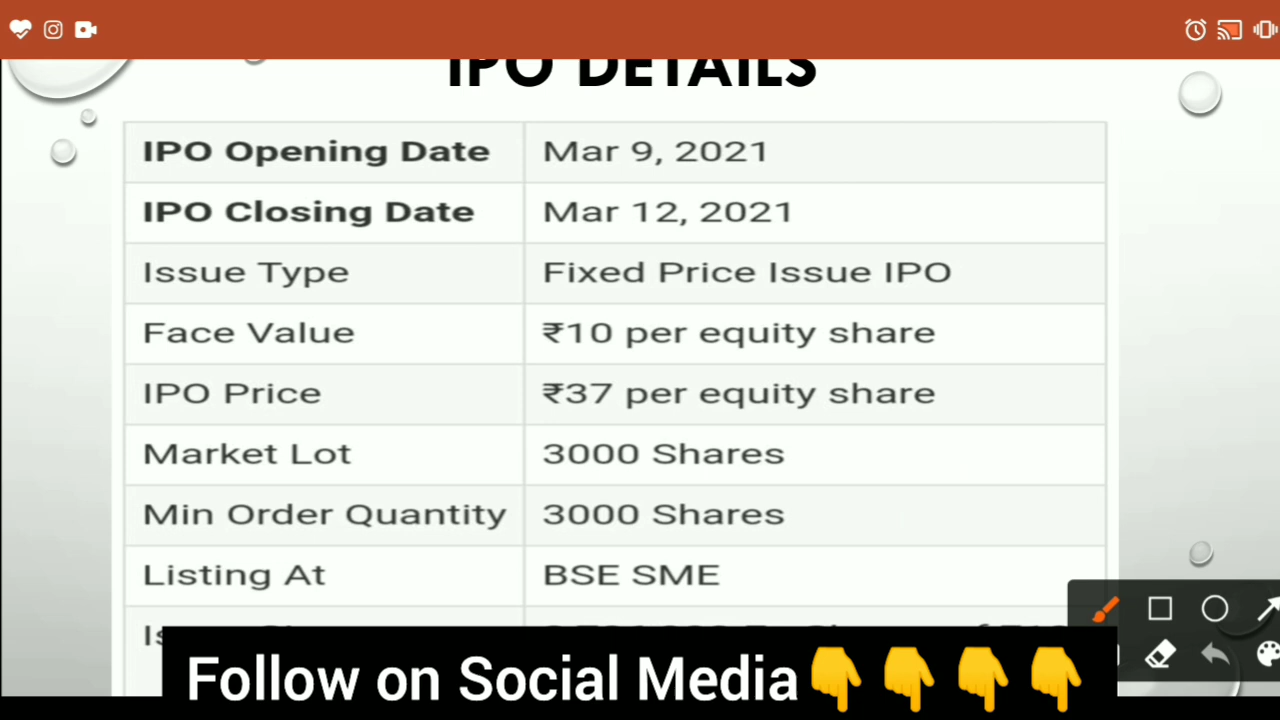 IPO DETAILS
IPO Opening Date Mar 9, 2021
IPO Closing Date Mar 12, 2021
Issue Type Fixed Price Issue IPO
Face Value ₹10 per equity share
IPO Price ₹37 per equity share
Market Lot 3000 Shares
Min Order Quantity 3000 Shares
Listing At BSE SME
Follow on Social Media👇👇👇👇